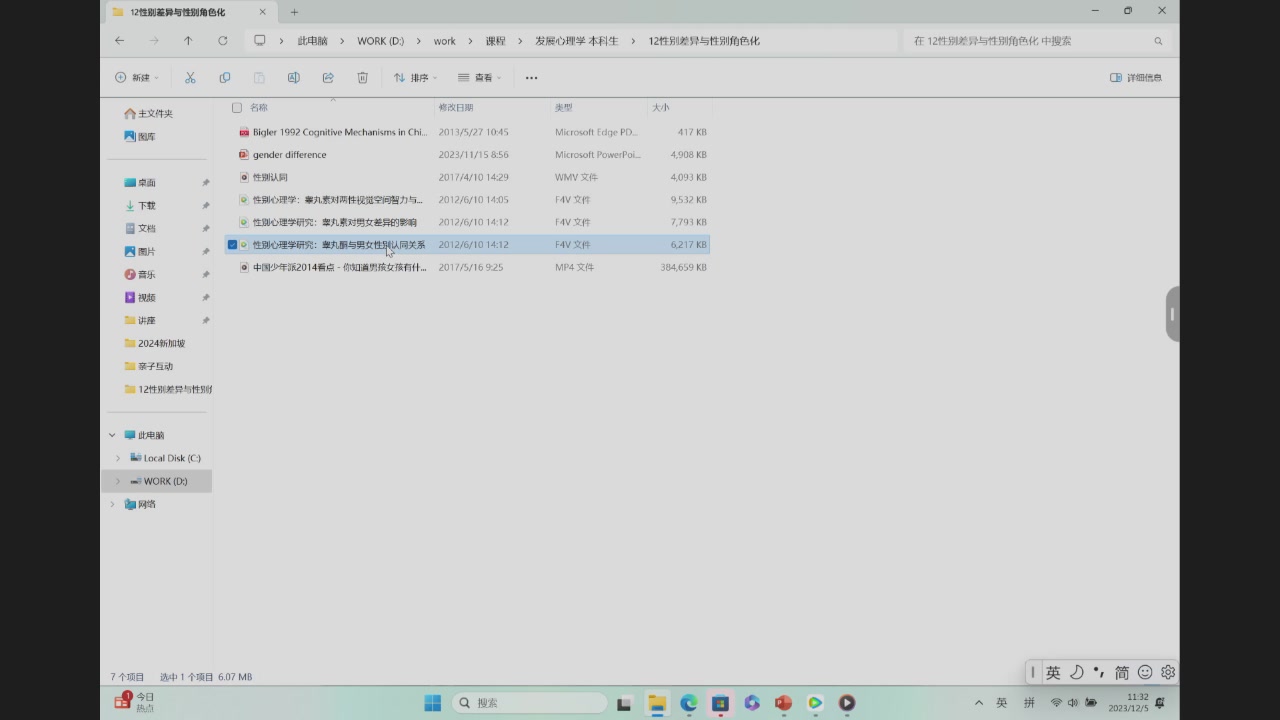 12性别差异与性别角色化
此电脑 WORK (D:) work 课程 发展心理学 本科生 12性别差异与性别角色化 在 12性别差异与性别角色化 中搜索
新建 排序 查看 详细信息
名称 修改日期 类型 大小
主文件夹
图库
桌面
下载
文档
图片
音乐
视频
讲座
2024新加坡
亲子互动
12性别差异与性别角
此电脑
Local Disk (C:)
WORK (D:)
网络
Bigler 1992 Cognitive Mechanisms in Chi... 2013/5/27 10:45 Microsoft Edge PD... 417 KB
gender difference 2023/11/15 8:56 Microsoft PowerPoi... 4,908 KB
性别认同 2017/4/10 14:29 WMV 文件 4,093 KB
性别心理学：睾丸素对两性视觉空间智力与... 2012/6/10 14:05 F4V 文件 9,532 KB
性别心理学研究：睾丸素对男女差异的影响 2012/6/10 14:12 F4V 文件 7,793 KB
性别心理学研究：睾丸酮与男女性别认同关系 2012/6/10 14:12 F4V 文件 6,217 KB
中国少年派2014看点 - 你知道男孩女孩有什... 2017/5/16 9:25 MP4 文件 384,659 KB
7 个项目 选中 1 个项目 6.07 MB
英 简
1 今日
热点
搜索
英 拼
11:32
2023/12/5